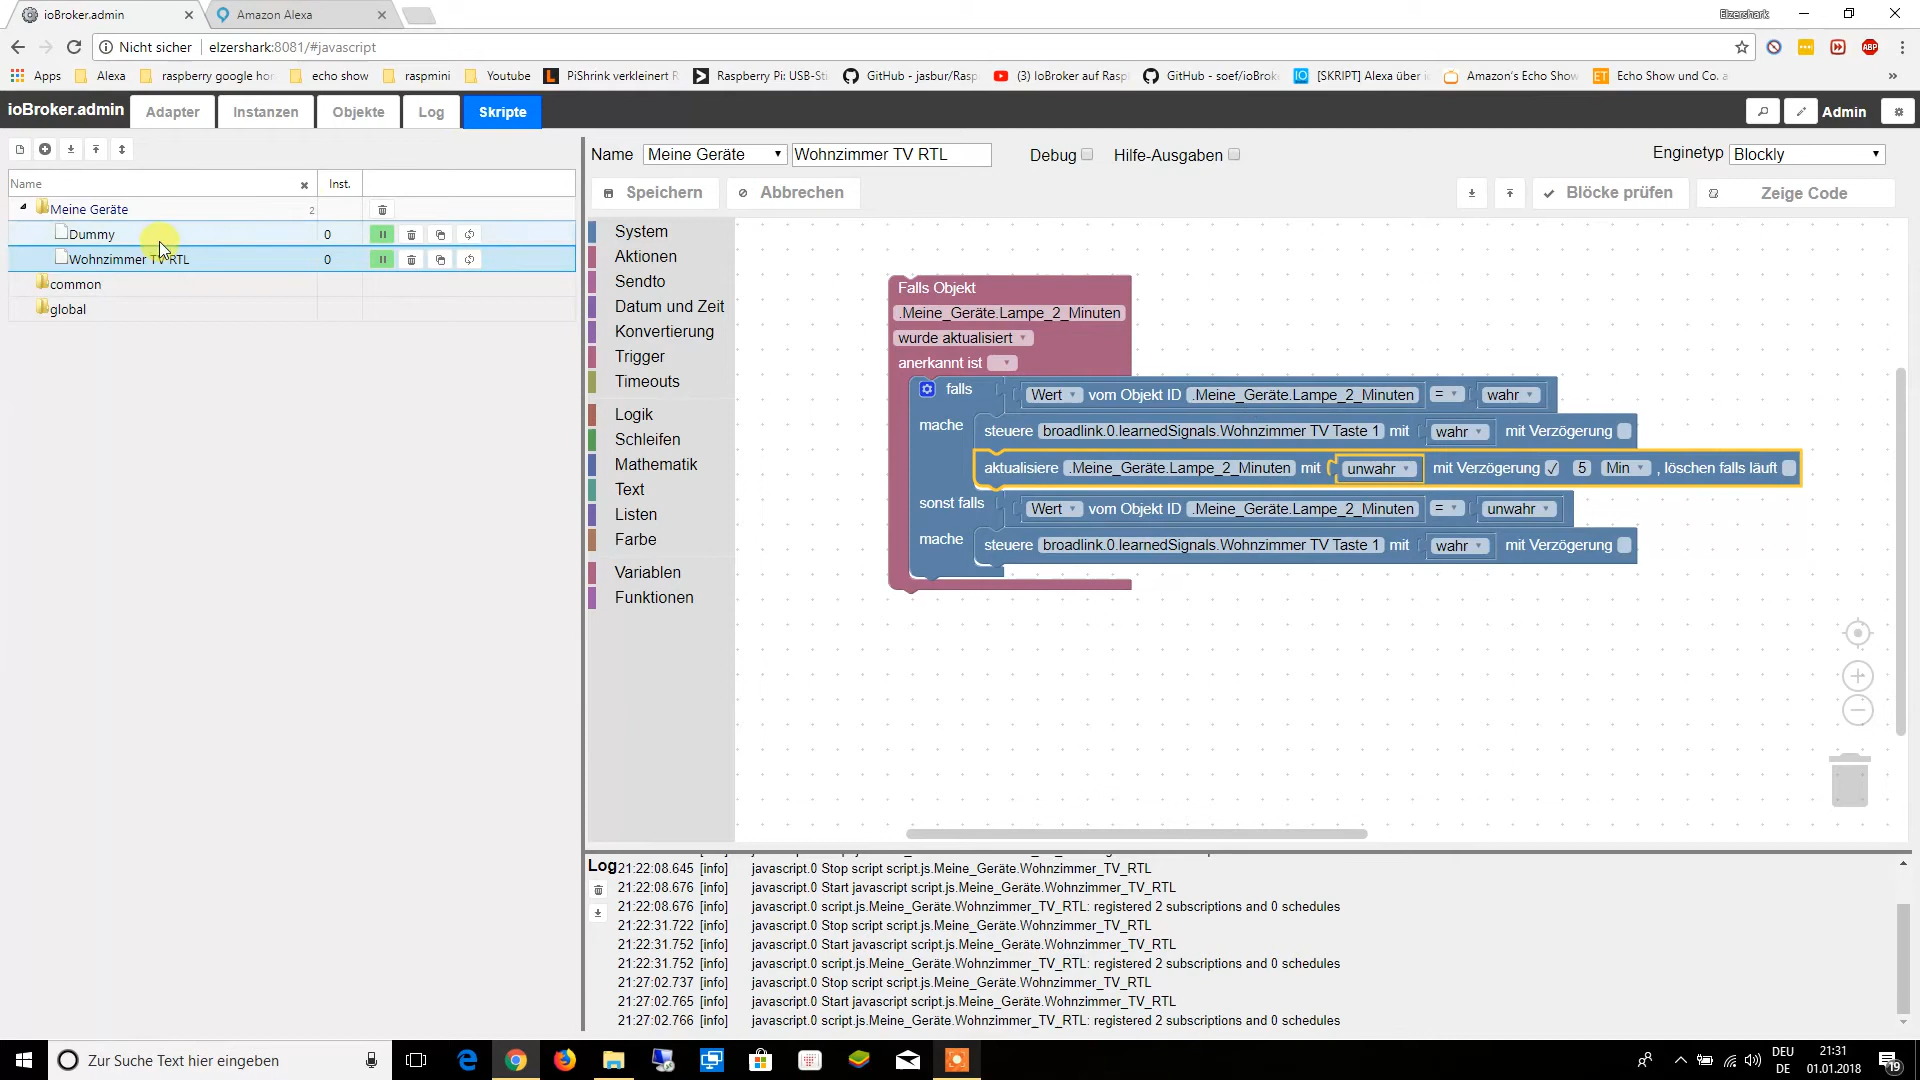 ioBroker.admin
Amazon Alexa
Elzershark
Nicht sicher
elzershark:8081/#javascript
Apps
Alexa
raspberry google hor
echo show
raspmini
Youtube
PiShrink verkleinert R
Raspberry Pi: USB-Sti
GitHub - jasbur/Rasp
(3) IoBroker auf Rasp
GitHub - soef/ioBroke
[SKRIPT] Alexa über i
Amazon's Echo Show
Echo Show und Co. a
ioBroker.admin
Adapter
Instanzen
Objekte
Log
Skripte
Admin
Name
Meine Geräte
Wohnzimmer TV RTL
Debug
Hilfe-Ausgaben
Enginetyp
Blockly
Speichern
Abbrechen
Blöcke prüfen
Zeige Code
Name
Inst.
Meine Geräte
2
Dummy
0
Wohnzimmer TV RTL
0
common
global
System
Aktionen
Sendto
Datum und Zeit
Konvertierung
Trigger
Timeouts
Logik
Schleifen
Mathematik
Text
Listen
Farbe
Variablen
Funktionen
Falls Objekt
.Meine_Geräte.Lampe_2_Minuten
wurde aktualisiert
anerkannt ist
falls Wert vom Objekt ID .Meine_Geräte.Lampe_2_Minuten = wahr
mache steuere broadlink.0.learnedSignals.Wohnzimmer TV Taste 1 mit wahr mit Verzögerung
aktualisiere .Meine_Geräte.Lampe_2_Minuten mit unwahr mit Verzögerung ✓ 5 Min , löschen falls läuft
sonst falls Wert vom Objekt ID .Meine_Geräte.Lampe_2_Minuten = unwahr
mache steuere broadlink.0.learnedSignals.Wohnzimmer TV Taste 1 mit wahr mit Verzögerung
Log
21:22:08.645 [info] javascript.0 Stop script script.js.Meine_Geräte.Wohnzimmer_TV_RTL
21:22:08.676 [info] javascript.0 Start javascript script.js.Meine_Geräte.Wohnzimmer_TV_RTL
21:22:08.676 [info] javascript.0 script.js.Meine_Geräte.Wohnzimmer_TV_RTL: registered 2 subscriptions and 0 schedules
21:22:31.722 [info] javascript.0 Stop script script.js.Meine_Geräte.Wohnzimmer_TV_RTL
21:22:31.752 [info] javascript.0 Start javascript script.js.Meine_Geräte.Wohnzimmer_TV_RTL
21:22:31.752 [info] javascript.0 script.js.Meine_Geräte.Wohnzimmer_TV_RTL: registered 2 subscriptions and 0 schedules
21:27:02.737 [info] javascript.0 Stop script script.js.Meine_Geräte.Wohnzimmer_TV_RTL
21:27:02.765 [info] javascript.0 Start javascript script.js.Meine_Geräte.Wohnzimmer_TV_RTL
21:27:02.766 [info] javascript.0 script.js.Meine_Geräte.Wohnzimmer_TV_RTL: registered 2 subscriptions and 0 schedules
Zur Suche Text hier eingeben
DEU
DE
21:31
01.01.2018
19